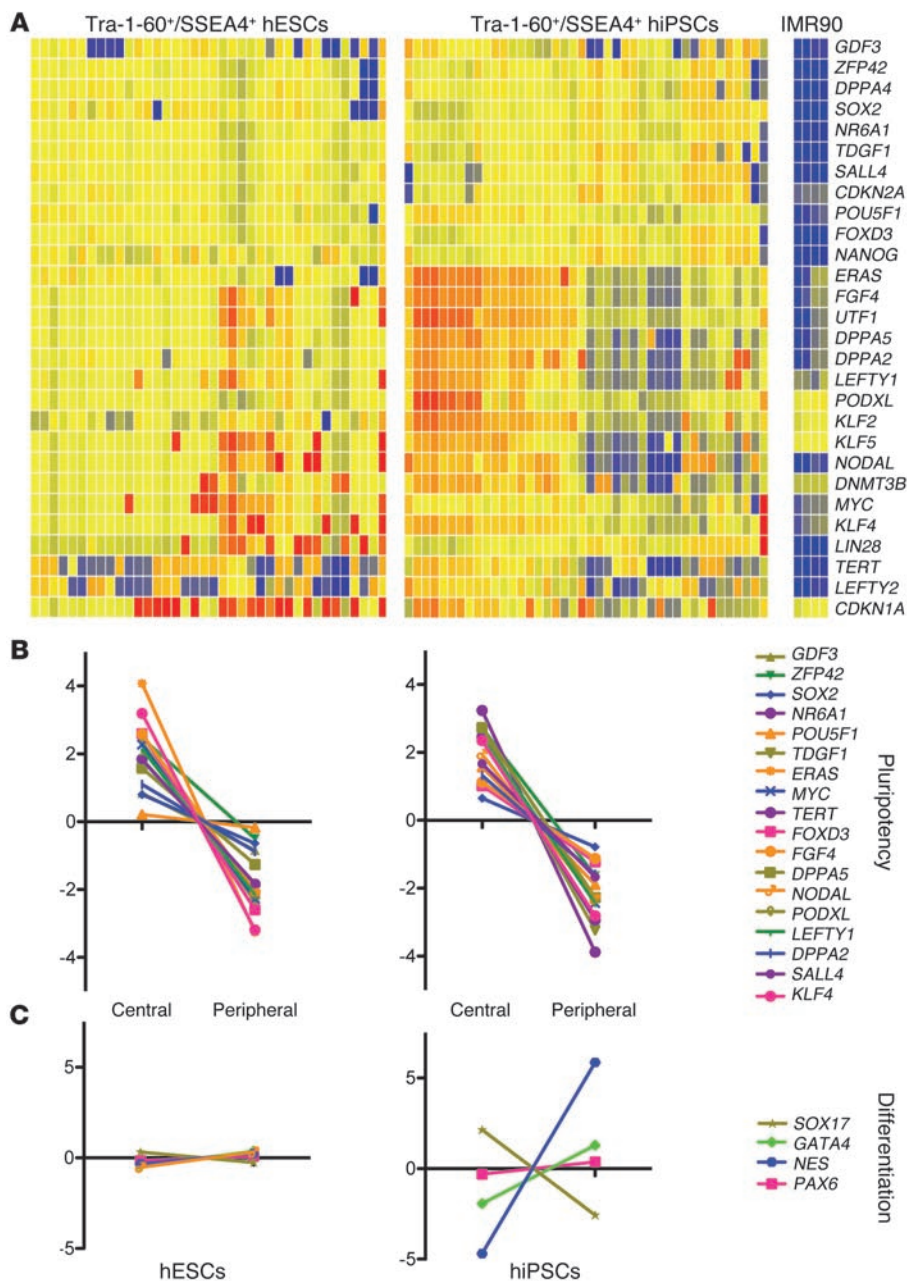 A
Tra-1-60⁺/SSEA4⁺ hESCs
Tra-1-60⁺/SSEA4⁺ hiPSCs
IMR90
GDF3
ZFP42
DPPA4
SOX2
NR6A1
TDGF1
SALL4
CDKN2A
POU5F1
FOXD3
NANOG
ERAS
FGF4
UTF1
DPPA5
DPPA2
LEFTY1
PODXL
KLF2
KLF5
NODAL
DNMT3B
MYC
KLF4
LIN28
TERT
LEFTY2
CDKN1A
B
4
2
0
-2
-4
4
2
0
-2
-4
GDF3
ZFP42
SOX2
NR6A1
POU5F1
TDGF1
ERAS
MYC
TERT
FOXD3
FGF4
DPPA5
NODAL
PODXL
LEFTY1
DPPA2
SALL4
KLF4
Pluripotency
Central
Peripheral
Central
Peripheral
C
5
0
-5
hESCs
5
0
-5
hiPSCs
SOX17
GATA4
NES
PAX6
Differentiation